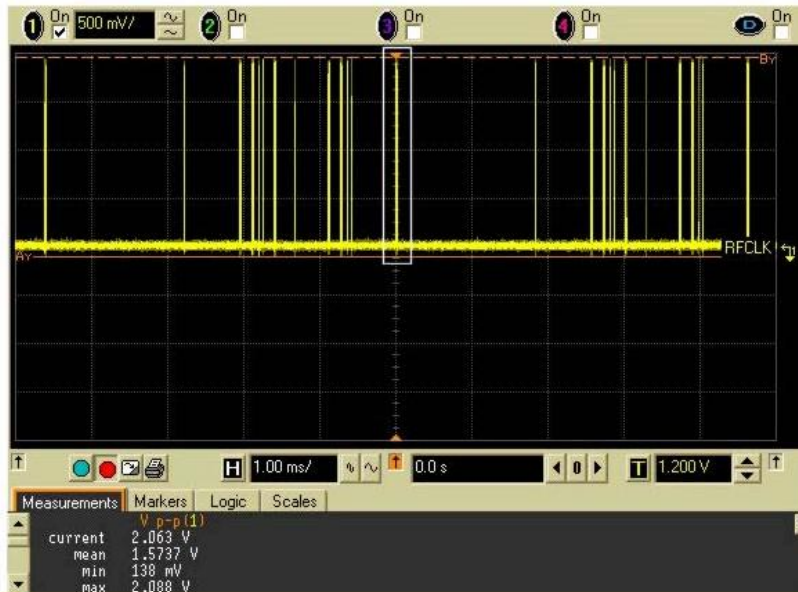 1 On 500 mV/ 2 On 3 On 4 On D On
BY
AY
RFCLK
H 1.00 ms/ 0.0 s 0 T 1.200 V
Measurements Markers Logic Scales
V p-p(1)
current 2.063 V
mean 1.5737 V
min 138 mV
max 2.088 V